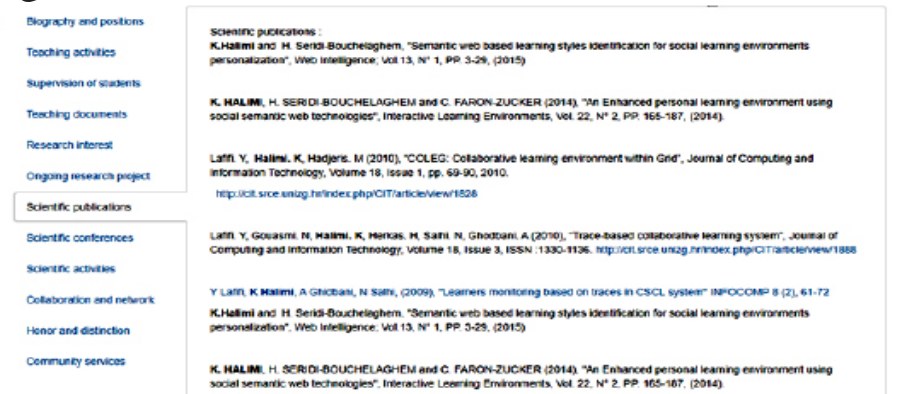 Biography and positions
Teaching activities
Supervision of students
Teaching documents
Research interest
Ongoing research project
Scientific publications
Scientific conferences
Scientific activities
Collaboration and network
Honor and distinction
Community services
Scientific publications :
K.Halimi and H. Seridi-Bouchelaghem, "Semantic web based learning styles identification for social learning environments
personalization", Web Intelligence, Vol 13, N° 1, PP. 3-29, (2015)
K. HALIMI, H. SERIDI-BOUCHELAGHEM and C. FARON-ZUCKER (2014), "An Enhanced personal learning environment using
social semantic web technologies", Interactive Learning Environments, Vol. 22, N° 2, PP. 165-187, (2014).
Lafifi. Y, Halimi. K, Hadjeris. M (2010), "COLEG: Collaborative learning environment within Grid", Journal of Computing and
Information Technology, Volume 18, Issue 1, pp. 69-90, 2010.
http://cit.srce.unizg.hr/index.php/CIT/article/view/1828
Lafifi. Y, Gouasmi. N, Halimi. K, Herkas. H, Salhi. N, Ghodbani. A (2010), "Trace-based collaborative learning system", Journal of
Computing and Information Technology, Volume 18, Issue 3, ISSN :1330-1136. http://cit.srce.unizg.hr/index.php/CIT/article/view/1888
Y Lafifi, K Halimi, A Ghodbani, N Salhi, (2009), "Learners monitoring based on traces in CSCL system" INFOCOMP 8 (2), 61-72
K.Halimi and H. Seridi-Bouchelaghem, "Semantic web based learning styles identification for social learning environments
personalization", Web Intelligence, Vol 13, N° 1, PP. 3-29, (2015)
K. HALIMI, H. SERIDI-BOUCHELAGHEM and C. FARON-ZUCKER (2014), "An Enhanced personal learning environment using
social semantic web technologies", Interactive Learning Environments, Vol. 22, N° 2, PP. 165-187, (2014).